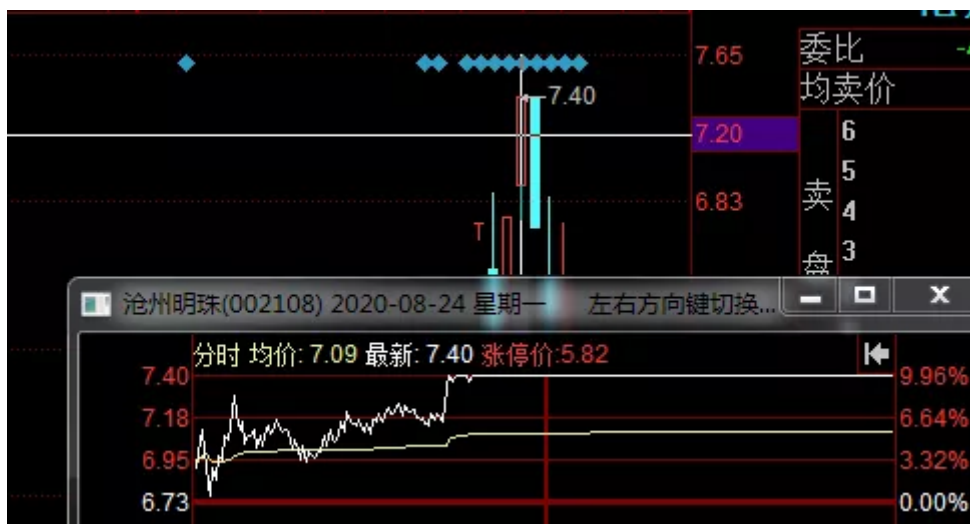 7.65
委比
7.40
均卖价
7.20
6
5
6.83
卖
4
T
3
盘
沧州明珠(002108) 2020-08-24 星期一 左右方向键切换...
分时 均价: 7.09 最新: 7.40 涨停价:5.82
7.40 9.96%
7.18 6.64%
6.95 3.32%
6.73 0.00%